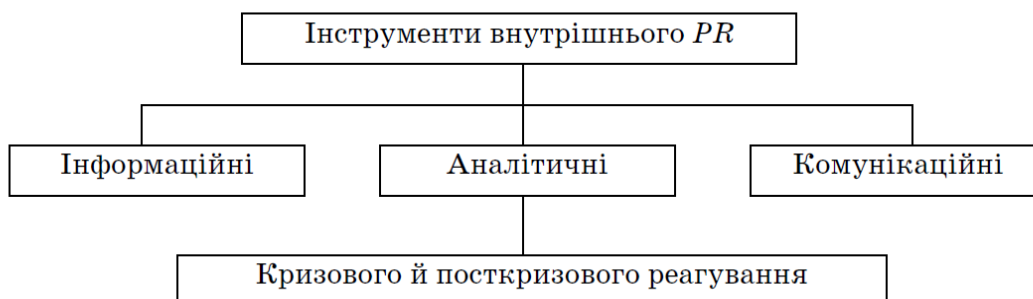 Інструменти внутрішнього PR
Інформаційні
Аналітичні
Комунікаційні
Кризового й посткризового реагування